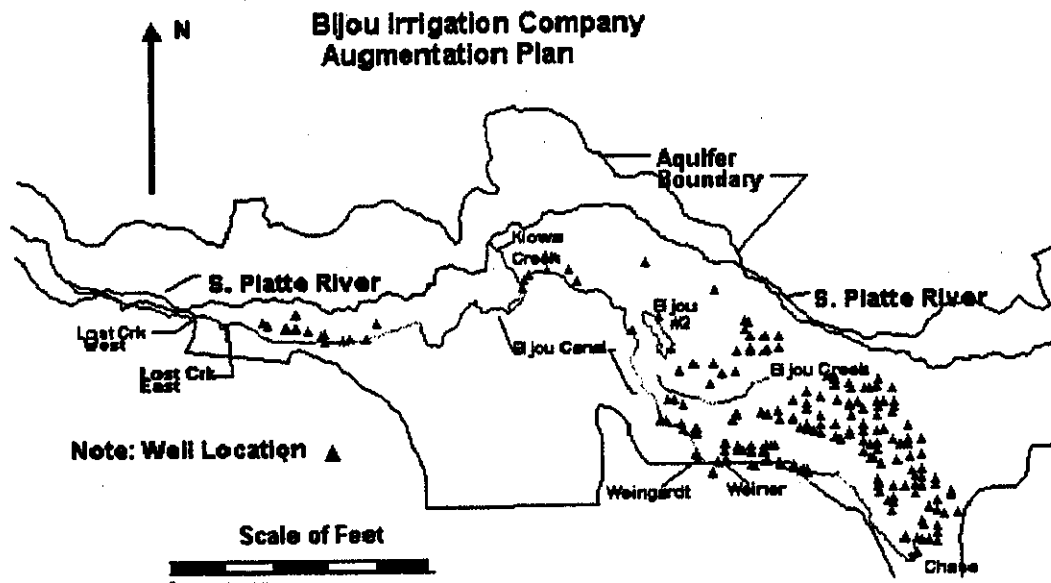 N
Bijou Irrigation Company
Augmentation Plan
Aquifer
Boundary
Kiowa
Creek
S. Platte River
S. Platte River
Lost Crk
West
Lost Crk
East
Bijou
#2
Bijou Canal
Bijou Creek
Note: Well Location
Weingardt
Weiner
Scale of Feet
Chase